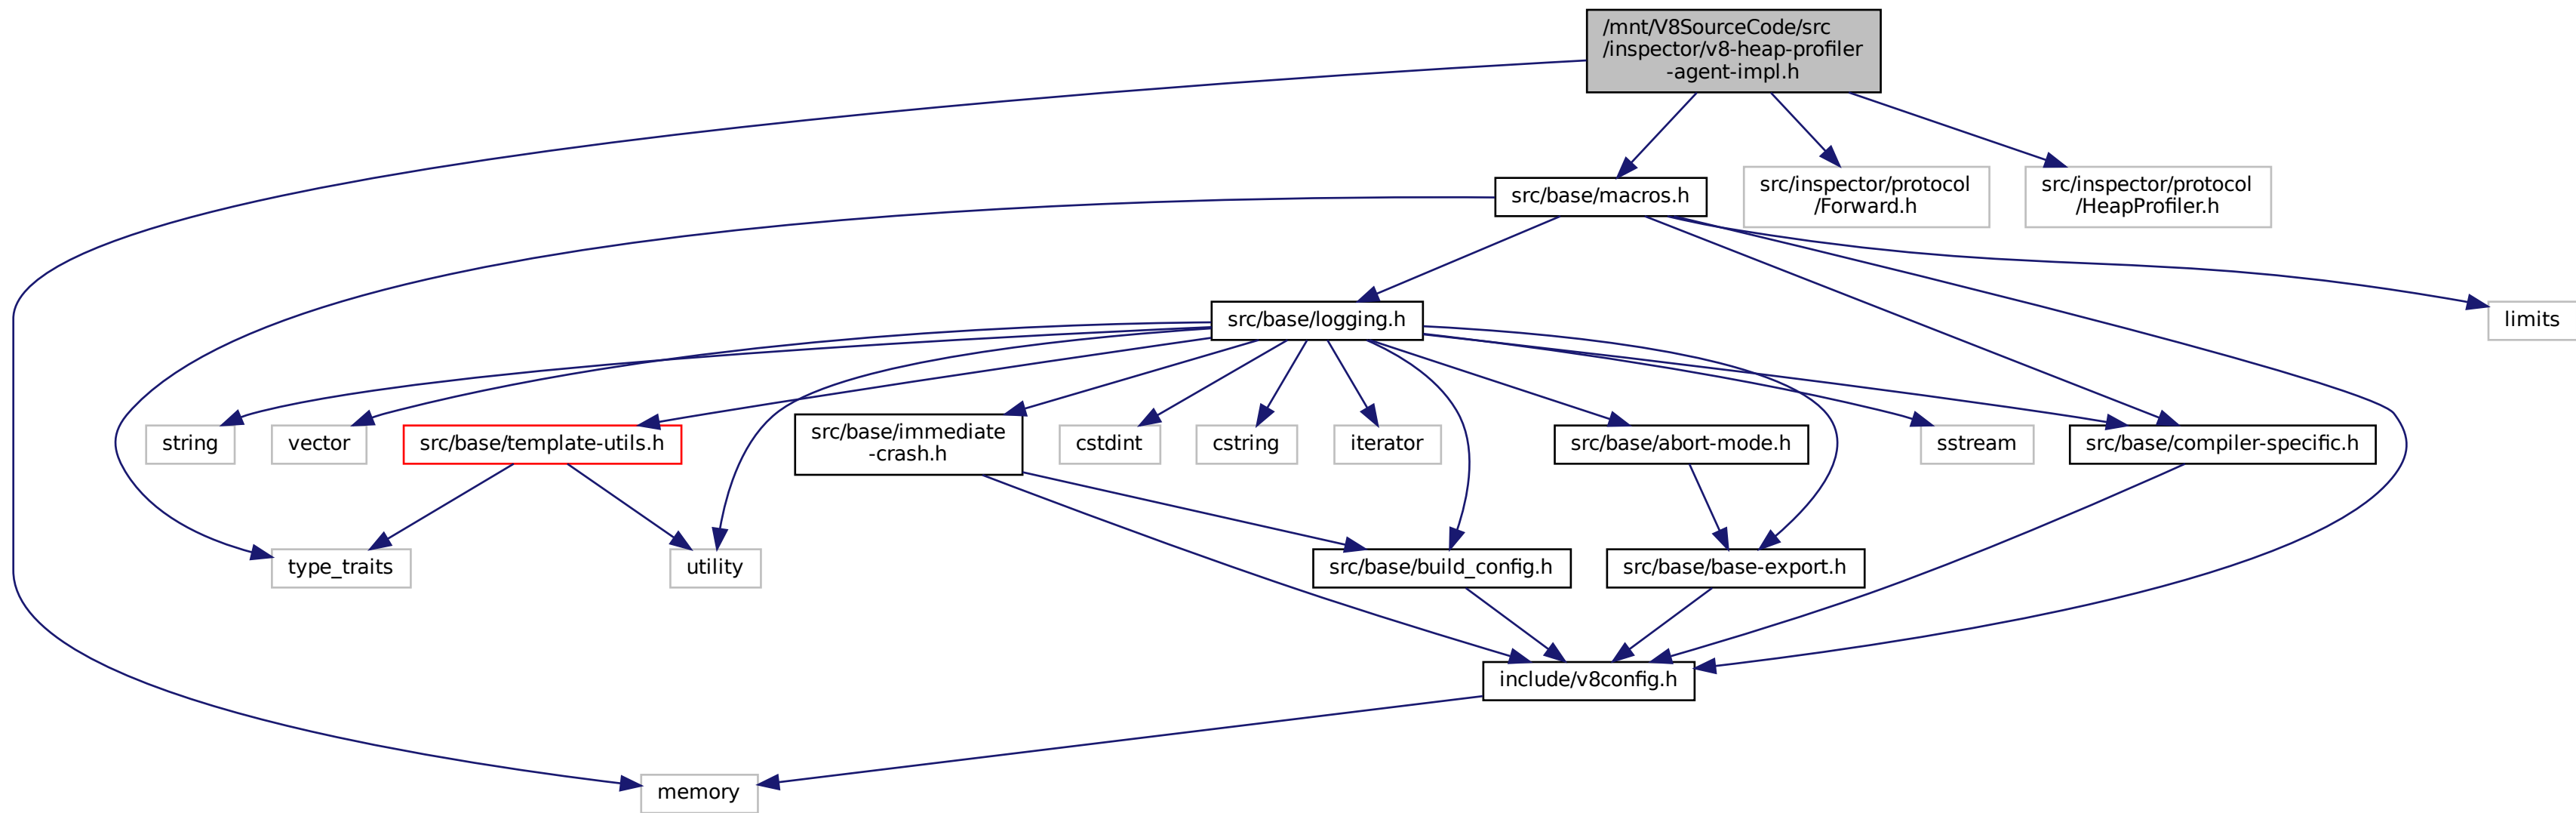 /mnt/V8SourceCode/src
/inspector/v8-heap-profiler
-agent-impl.h
src/base/macros.h
src/inspector/protocol
/Forward.h
src/inspector/protocol
/HeapProfiler.h
src/base/logging.h
limits
string
vector
src/base/template-utils.h
src/base/immediate
-crash.h
cstdint
cstring
iterator
src/base/abort-mode.h
sstream
src/base/compiler-specific.h
type_traits
utility
src/base/build_config.h
src/base/base-export.h
include/v8config.h
memory